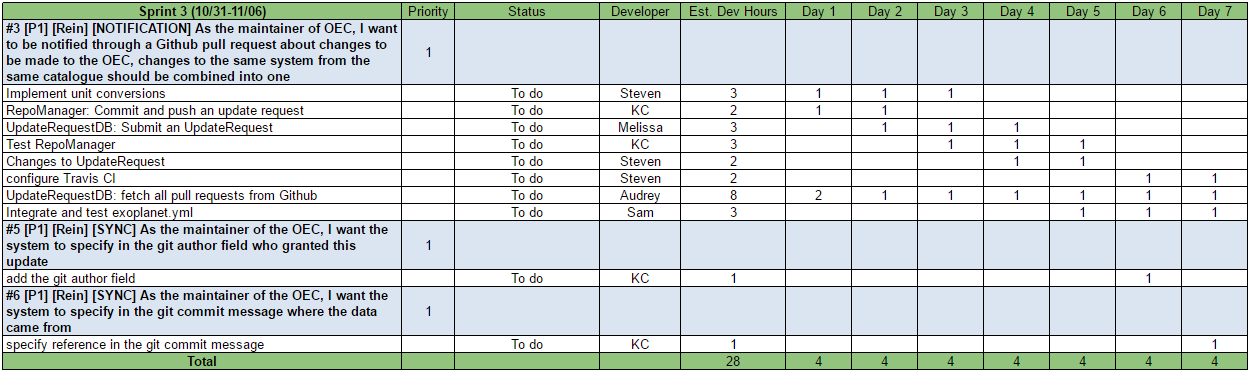 Sprint 3 (10/31-11/06) Priority Status Developer Est. Dev Hours Day 1 Day 2 Day 3 Day 4 Day 5 Day 6 Day 7
#3 [P1] [Rein] [NOTIFICATION] As the maintainer of OEC, I want
to be notified through a Github pull request about changes to
be made to the OEC, changes to the same system from the
same catalogue should be combined into one
1
Implement unit conversions To do Steven 3 1 1 1
RepoManager: Commit and push an update request To do KC 2 1 1
UpdateRequestDB: Submit an UpdateRequest To do Melissa 3 1 1 1
Test RepoManager To do KC 3 1 1 1
Changes to UpdateRequest To do Steven 2 1 1
configure Travis CI To do Steven 2 1 1
UpdateRequestDB: fetch all pull requests from Github To do Audrey 8 2 1 1 1 1 1 1
Integrate and test exoplanet.yml To do Sam 3 1 1 1
#5 [P1] [Rein] [SYNC] As the maintainer of the OEC, I want the
system to specify in the git author field who granted this
update
1
add the git author field To do KC 1 1
#6 [P1] [Rein] [SYNC] As the maintainer of the OEC, I want the
system to specify in the git commit message where the data
came from
1
specify reference in the git commit message To do KC 1 1
Total 28 4 4 4 4 4 4 4